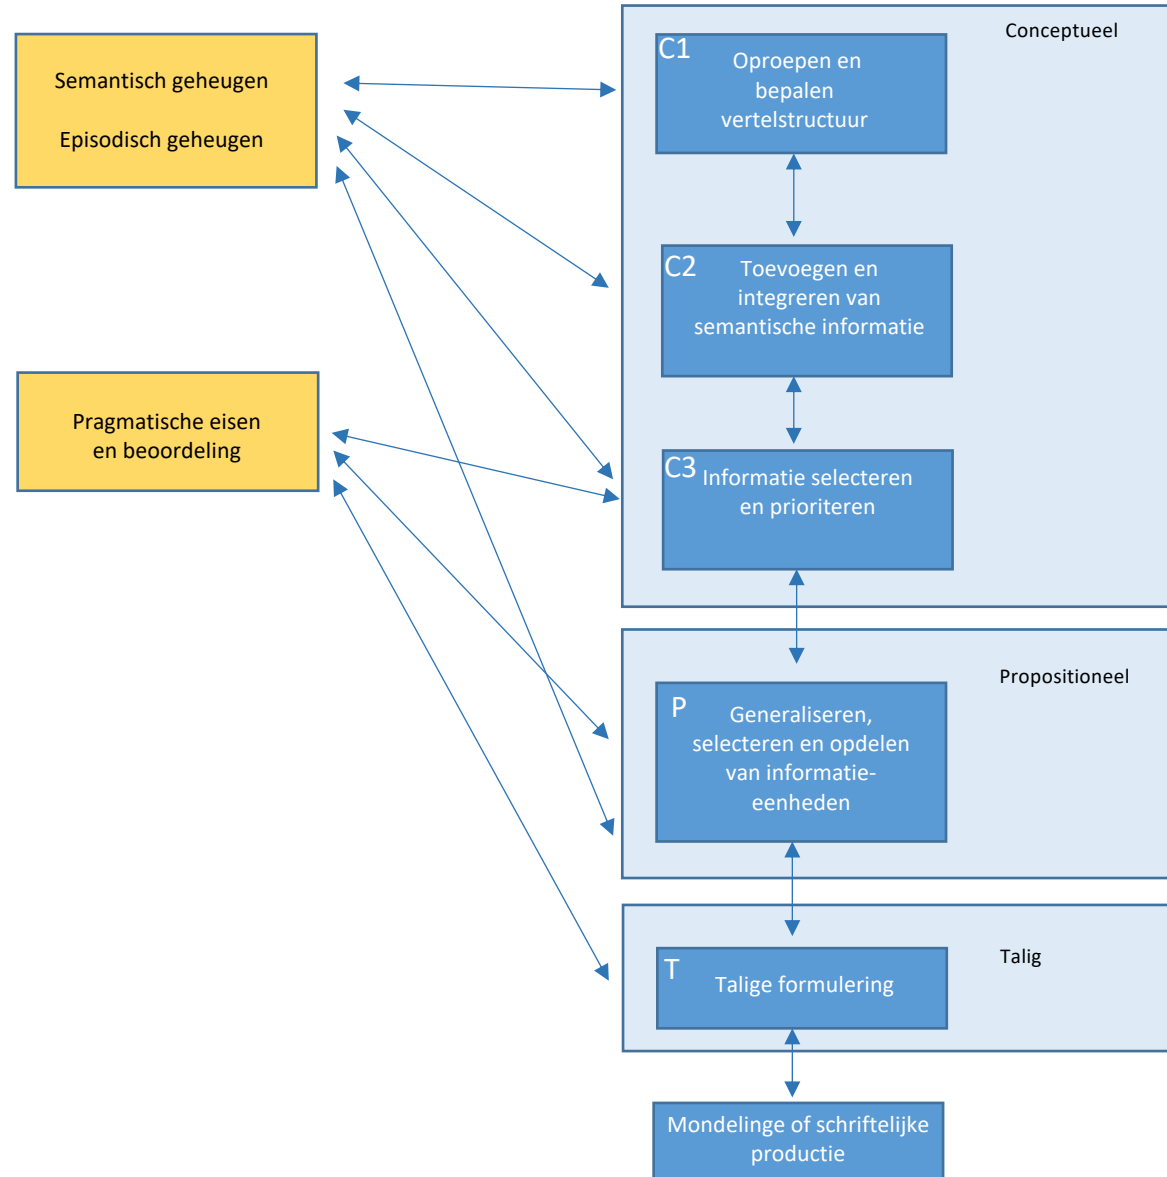 Semantisch geheugen
Episodisch geheugen
Pragmatische eisen
en beoordeling
Conceptueel
C1
Oproepen en
bepalen
vertelstructuur
C2
Toevoegen en
integreren van
semantische informatie
C3
Informatie selecteren
en prioriteren
Propositioneel
P
Generaliseren,
selecteren en opdelen
van informatie-
eenheden
Talig
T
Talige formulering
Mondelinge of schriftelijke
productie